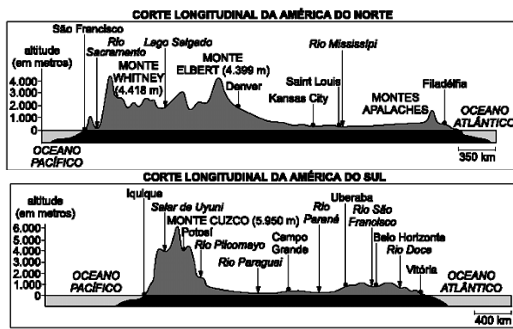 CORTE LONGITUDINAL DA AMÉRICA DO NORTE
altitude
(em metros)
4.000
3.000
2.000
1.000
0
São Francisco
Rio
Sacramento
Lago Salgado
MONTE
WHITNEY
(4.418 m)
MONTE
ELBERT (4.399 m)
Denver
Kansas City
Saint Louis
Rio Mississipi
MONTES
APALACHES
Filadélfia
OCEANO
PACÍFICO
OCEANO
ATLÂNTICO
350 km
CORTE LONGITUDINAL DA AMÉRICA DO SUL
altitude
(em metros)
6.000
5.000
4.000
3.000
2.000
1.000
0
Iquique
Salar de Uyuni
MONTE CUZCO (5.950 m)
Potosí
Rio Pilcomayo
Rio Paraguai
Campo
Grande
Rio
Paraná
Uberaba
Rio São
Francisco
Belo Horizonte
Rio Doce
Vitória
OCEANO
PACÍFICO
OCEANO
ATLÂNTICO
400 km